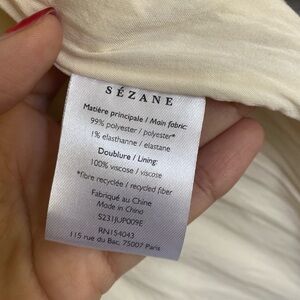 SÉZANE
Matière principale / Main fabric:
99% polyester / polyester*
1% elasthanne / elastane
Doublure / Lining:
100% viscose / viscose
*fibre recyclée / recycled fiber
Fabriqué au Chine
Made in China
S231JUP009E
RN154043
115 rue du Bac, 75007 Paris